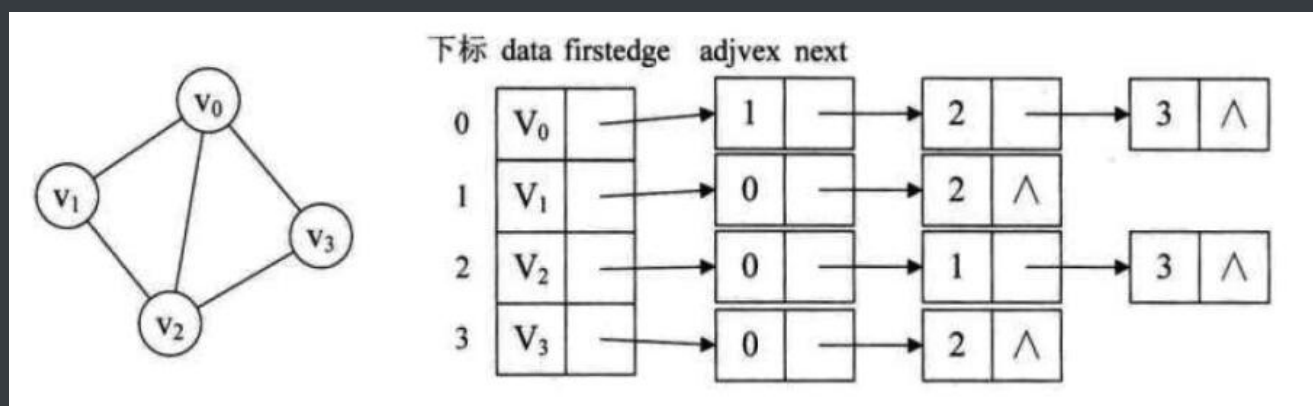 下标 data firstedge adjvex next
v₀
v₁
v₃
v₂
0 V₀ 1 2 3 ∧
1 V₁ 0 2 ∧
2 V₂ 0 1 3 ∧
3 V₃ 0 2 ∧